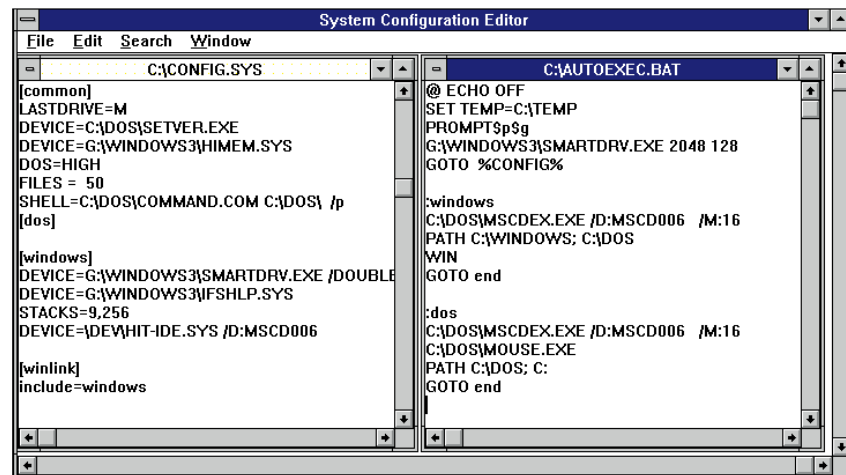 System Configuration Editor
File Edit Search Window
C:\CONFIG.SYS
[common]
LASTDRIVE=M
DEVICE=C:\DOS\SETVER.EXE
DEVICE=G:\WINDOWS3\HIMEM.SYS
DOS=HIGH
FILES = 50
SHELL=C:\DOS\COMMAND.COM C:\DOS\ /p
[dos]
[windows]
DEVICE=G:\WINDOWS3\SMARTDRV.EXE /DOUBLE
DEVICE=G:\WINDOWS3\IFSHLP.SYS
STACKS=9,256
DEVICE=\DEV\HIT-IDE.SYS /D:MSCD006
[winlink]
include=windows
C:\AUTOEXEC.BAT
@ ECHO OFF
SET TEMP=C:\TEMP
PROMPT$p$g
G:\WINDOWS3\SMARTDRV.EXE 2048 128
GOTO %CONFIG%
:windows
C:\DOS\MSCDEX.EXE /D:MSCD006 /M:16
PATH C:\WINDOWS; C:\DOS
WIN
GOTO end
:dos
C:\DOS\MSCDEX.EXE /D:MSCD006 /M:16
C:\DOS\MOUSE.EXE
PATH C:\DOS; C:
GOTO end